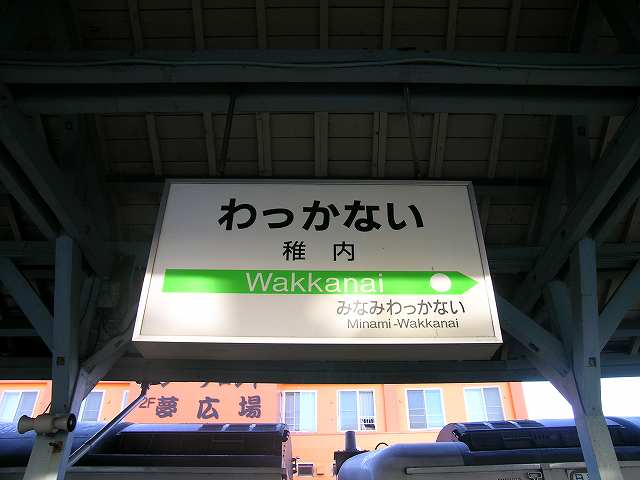 わっかない
稚内
Wakkanai
みなみわっかない
Minami-Wakkanai
2F
夢広場